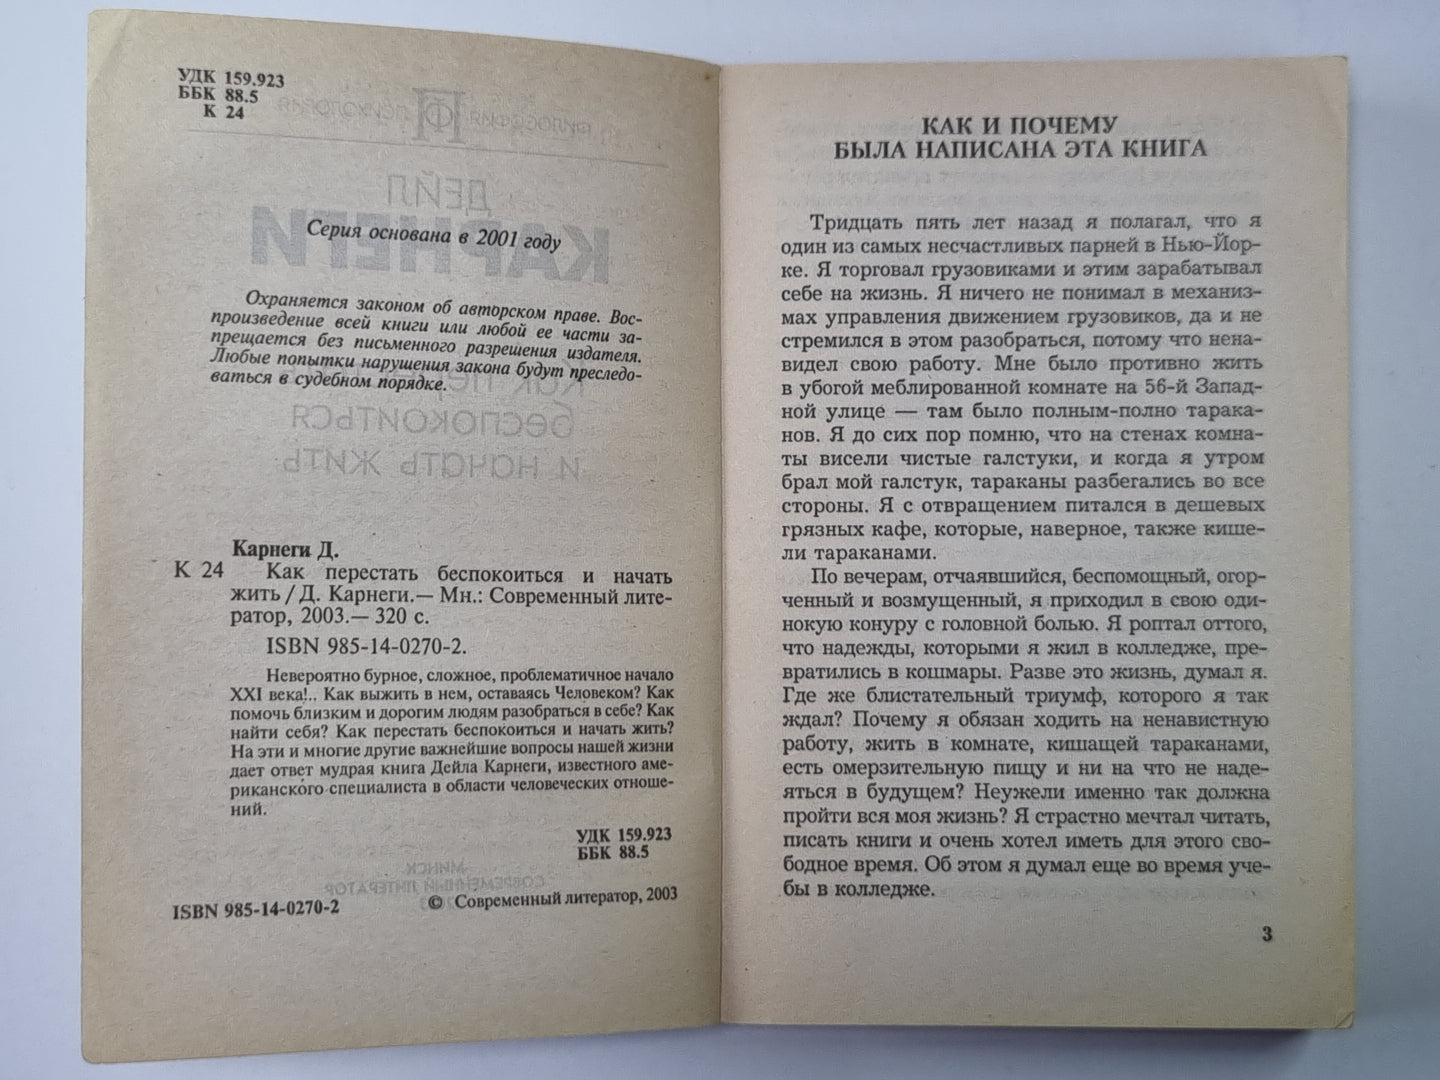 УДК 159.923
ББК 88.5
К 24
Серия основана в 2001 году
Охраняется законом об авторском праве. Вос-
произведение всей книги или любой ее части за-
прещается без письменного разрешения издателя.
Любые попытки нарушения закона будут преследо-
ваться в судебном порядке.
Карнеги Д.
К 24 Как перестать беспокоиться и начать
жить / Д. Карнеги.— Мн.: Современный лите-
ратор, 2003.— 320 с.
ISBN 985-14-0270-2.
Невероятно бурное, сложное, проблематичное начало
XXI века!.. Как выжить в нем, оставаясь Человеком? Как
помочь близким и дорогим людям разобраться в себе? Как
найти себя? Как перестать беспокоиться и начать жить?
На эти и многие другие важнейшие вопросы нашей жизни
дает ответ мудрая книга Дейла Карнеги, известного аме-
риканского специалиста в области человеческих отноше-
ний.
УДК 159.923
ББК 88.5
ISBN 985-14-0270-2
© Современный литератор, 2003
КАК И ПОЧЕМУ
БЫЛА НАПИСАНА ЭТА КНИГА
Тридцать пять лет назад я полагал, что я
один из самых несчастливых парней в Нью-Йор-
ке. Я торговал грузовиками и этим зарабатывал
себе на жизнь. Я ничего не понимал в механиз-
мах управления движением грузовиков, да и не
стремился в этом разобраться, потому что нена-
видел свою работу. Мне было противно жить
в убогой меблированной комнате на 56-й Запад-
ной улице — там было полным-полно тарака-
нов. Я до сих пор помню, что на стенах комна-
ты висели чистые галстуки, и когда я утром
брал мой галстук, тараканы разбегались во все
стороны. Я с отвращением питался в дешевых
грязных кафе, которые, наверное, также кише-
ли тараканами.
По вечерам, отчаявшийся, беспомощный, огор-
ченный и возмущенный, я приходил в свою оди-
нокую конуру с головной болью. Я роптал оттого,
что надежды, которыми я жил в колледже, пре-
вратились в кошмары. Разве это жизнь, думал я.
Где же блистательный триумф, которого я так
ждал? Почему я обязан ходить на ненавистную
работу, жить в комнате, кишащей тараканами,
есть омерзительную пищу и ни на что не наде-
яться в будущем? Неужели именно так должна
пройти вся моя жизнь? Я страстно мечтал читать,
писать книги и очень хотел иметь для этого сво-
бодное время. Об этом я думал еще во время уче-
бы в колледже.
3